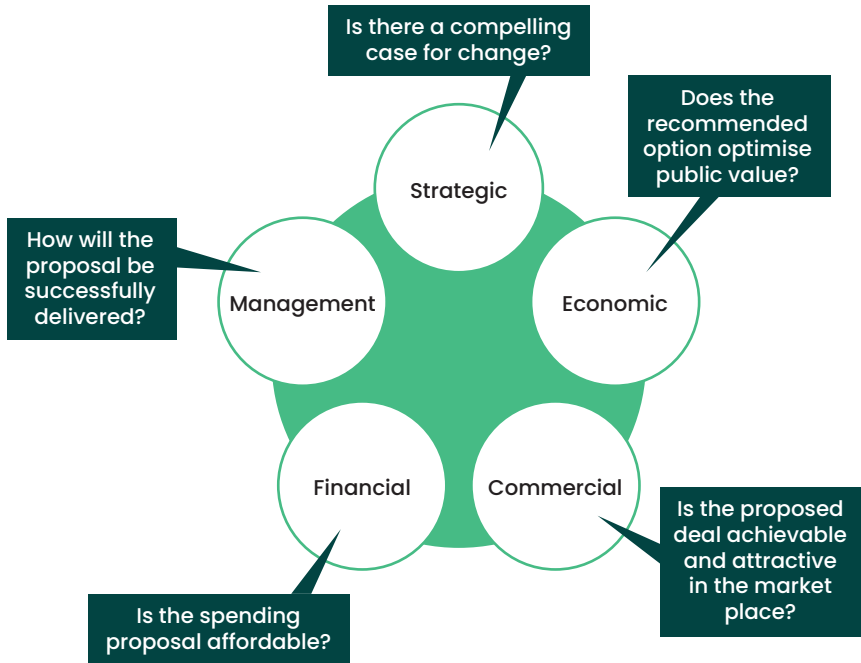 Is there a compelling
case for change?
Does the
recommended
option optimise
public value?
Strategic
How will the
proposal be
successfully
delivered?
Management
Economic
Financial
Commercial
Is the proposed
deal achievable
and attractive
in the market
place?
Is the spending
proposal affordable?